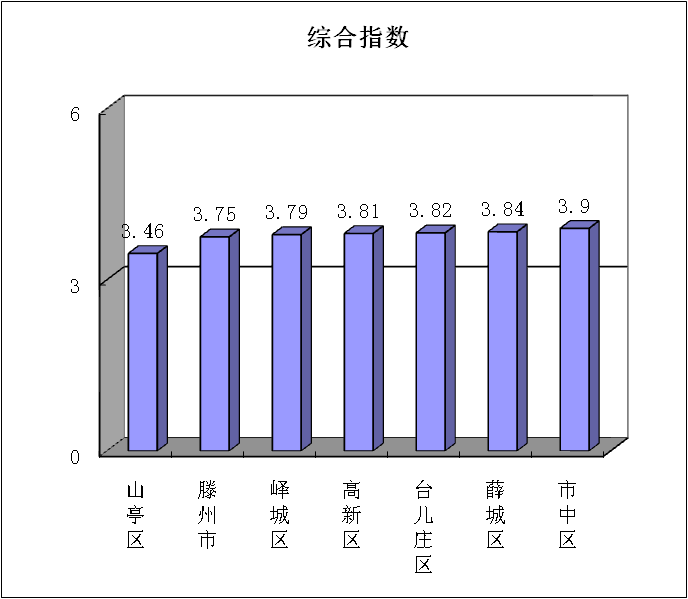 综合指数
6
3
0
3.46
3.75
3.79
3.81
3.82
3.84
3.9
山亭区
滕州市
峄城区
高新区
台儿庄区
薛城区
市中区